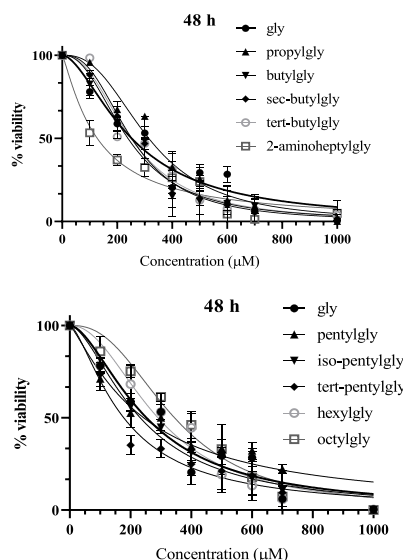 48 h
gly
propylgly
butylgly
sec-butylgly
tert-butylgly
2-aminoheptylgly
% viability
100
50
0
0 200 400 600 800 1000
Concentration (μM)
48 h
gly
pentylgly
iso-pentylgly
tert-pentylgly
hexylgly
octylgly
% viability
100
50
0
0 200 400 600 800 1000
Concentration (μM)